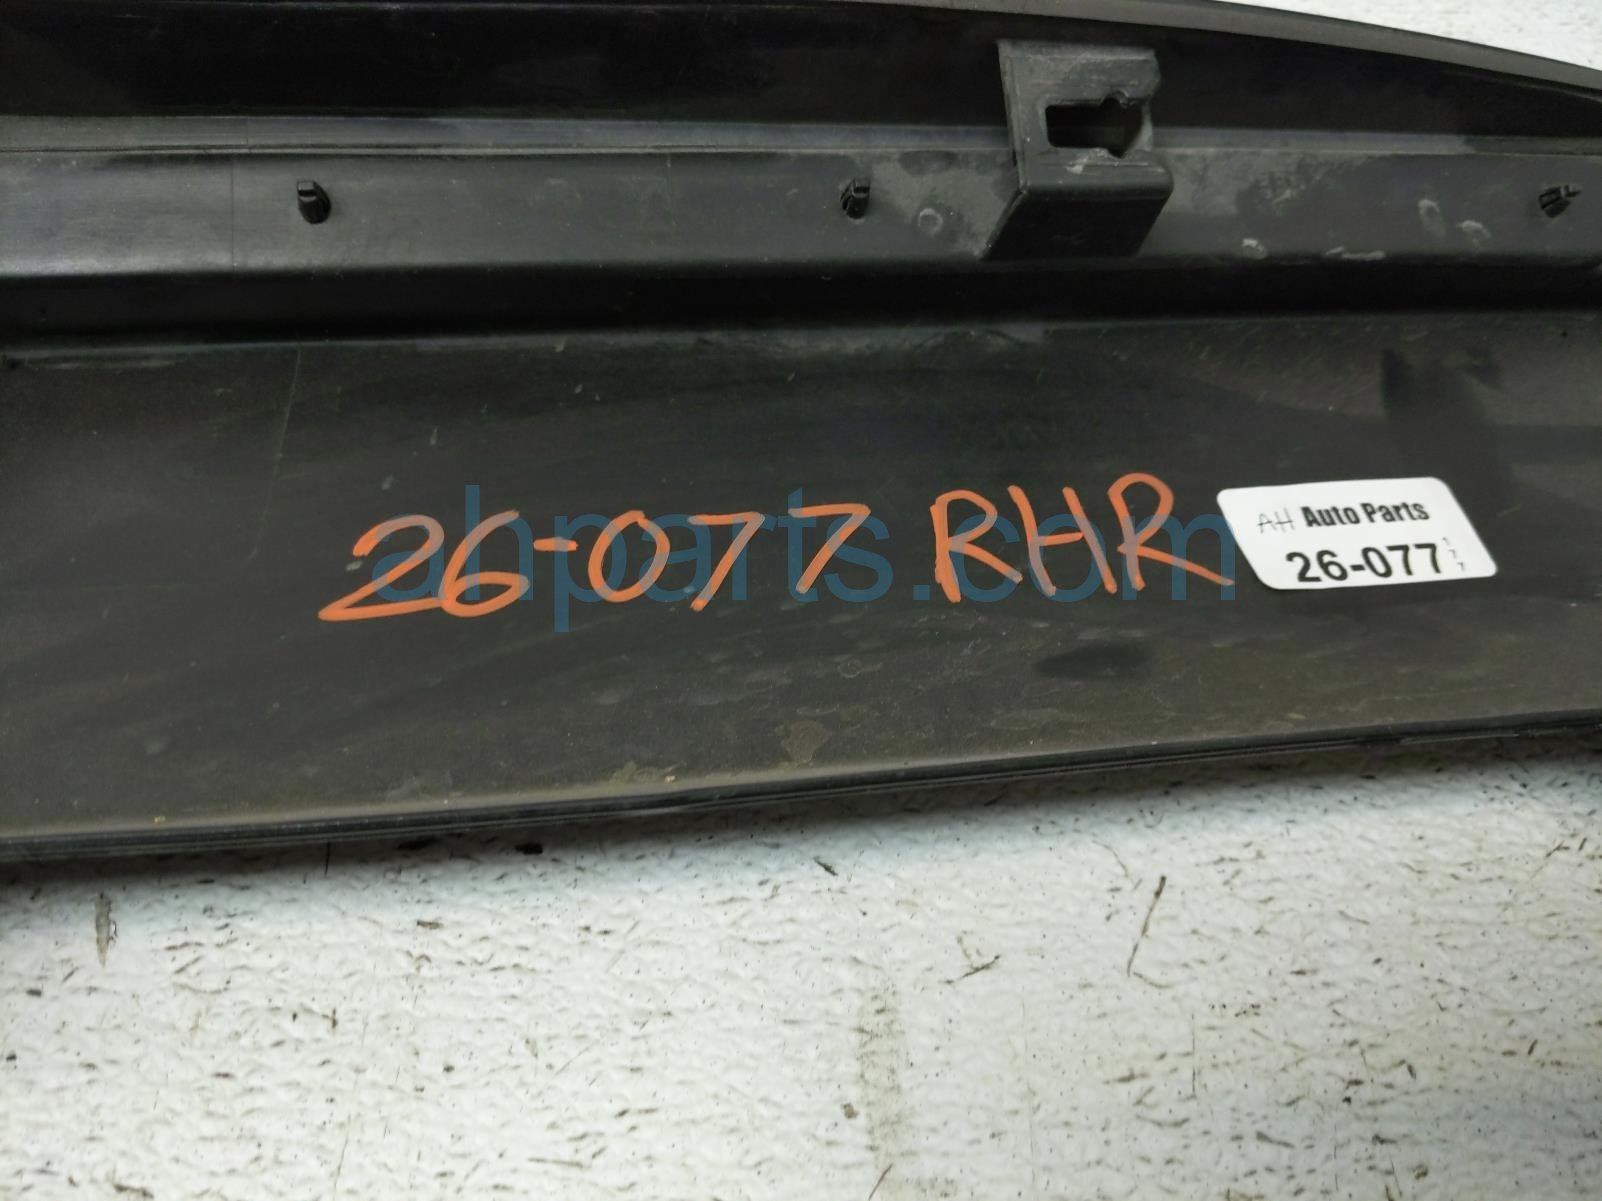 26-077 RHR
AH Auto Parts
26-077
ahparts.com